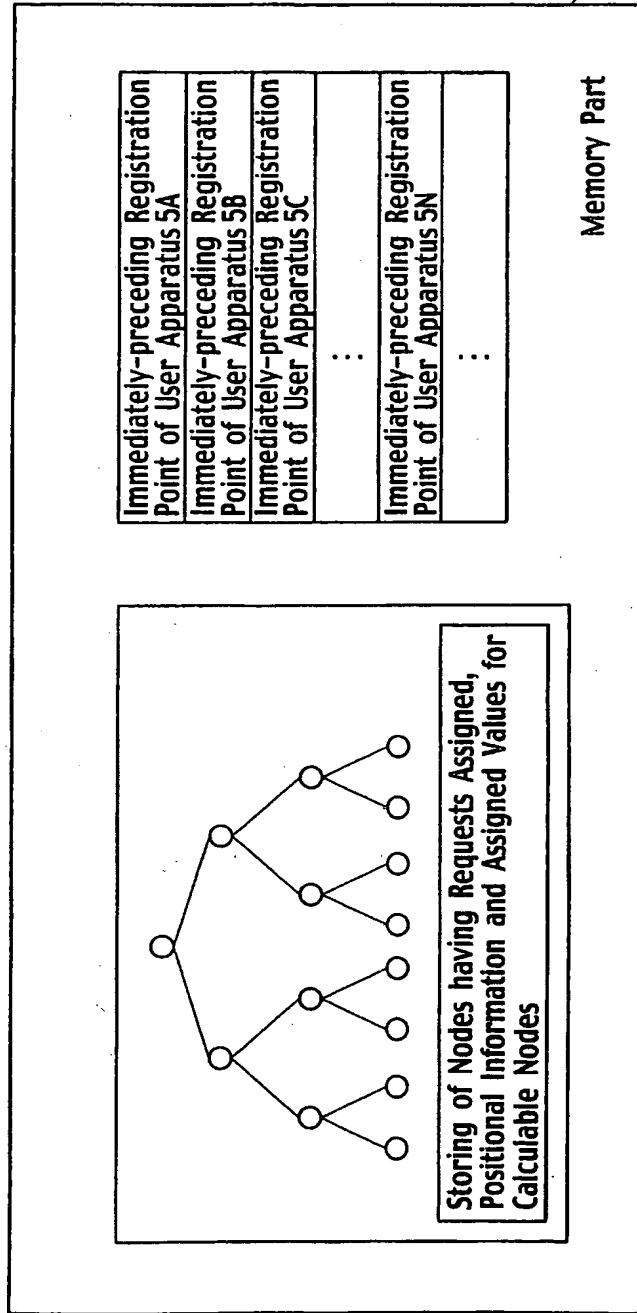 Storing of Nodes having Requests Assigned,
Positional Information and Assigned Values for
Calculable Nodes
Immediately-preceding Registration
Point of User Apparatus 5A
Immediately-preceding Registration
Point of User Apparatus 5B
Immediately-preceding Registration
Point of User Apparatus 5C
⋮
Immediately-preceding Registration
Point of User Apparatus 5N
⋮
Memory Part